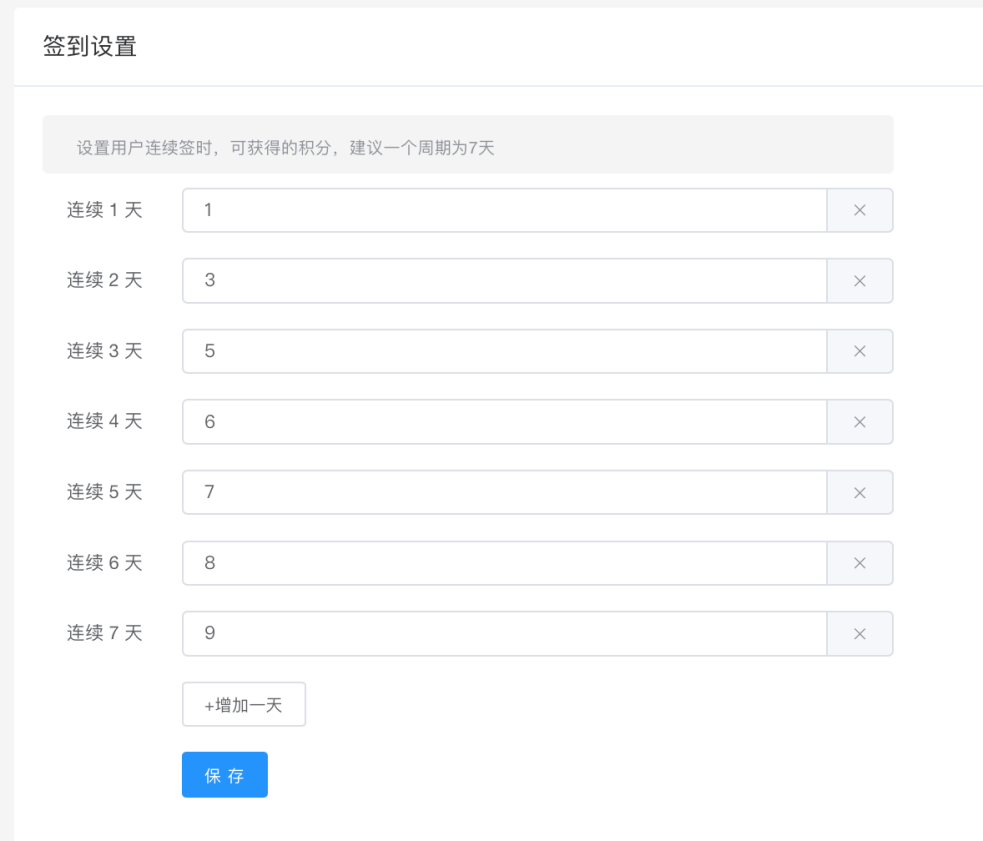 签到设置
设置用户连续签时，可获得的积分，建议一个周期为7天
连续 1 天 1 ×
连续 2 天 3 ×
连续 3 天 5 ×
连续 4 天 6 ×
连续 5 天 7 ×
连续 6 天 8 ×
连续 7 天 9 ×
+增加一天
保 存